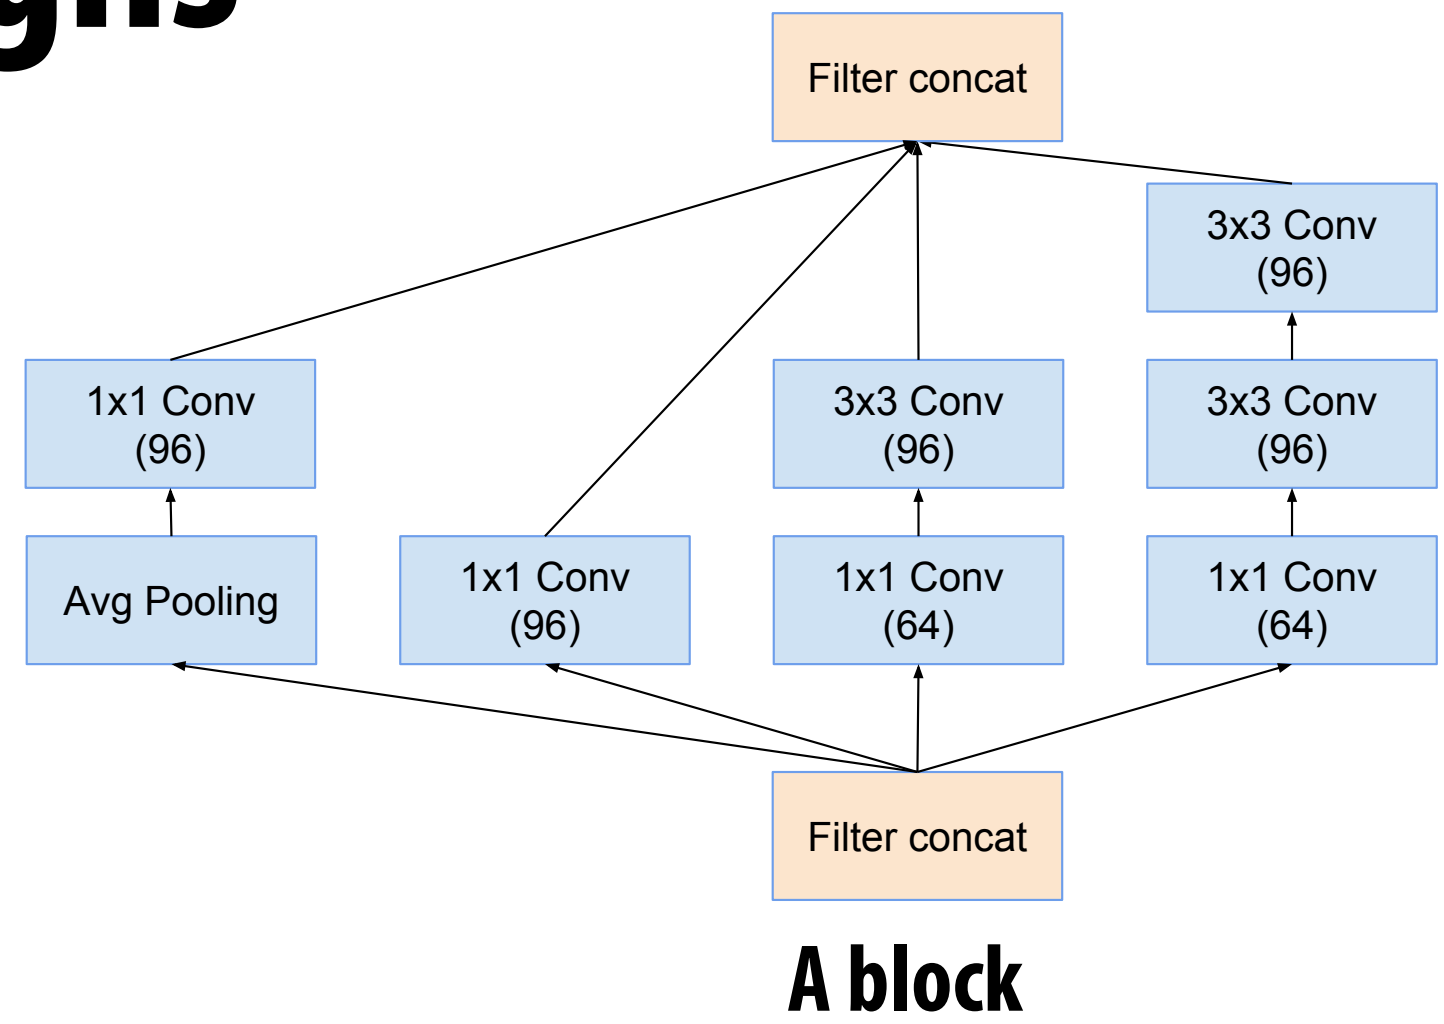 Filter concat
3x3 Conv
(96)
1x1 Conv
(96)
3x3 Conv
(96)
3x3 Conv
(96)
Avg Pooling
1x1 Conv
(96)
1x1 Conv
(64)
1x1 Conv
(64)
Filter concat
A block